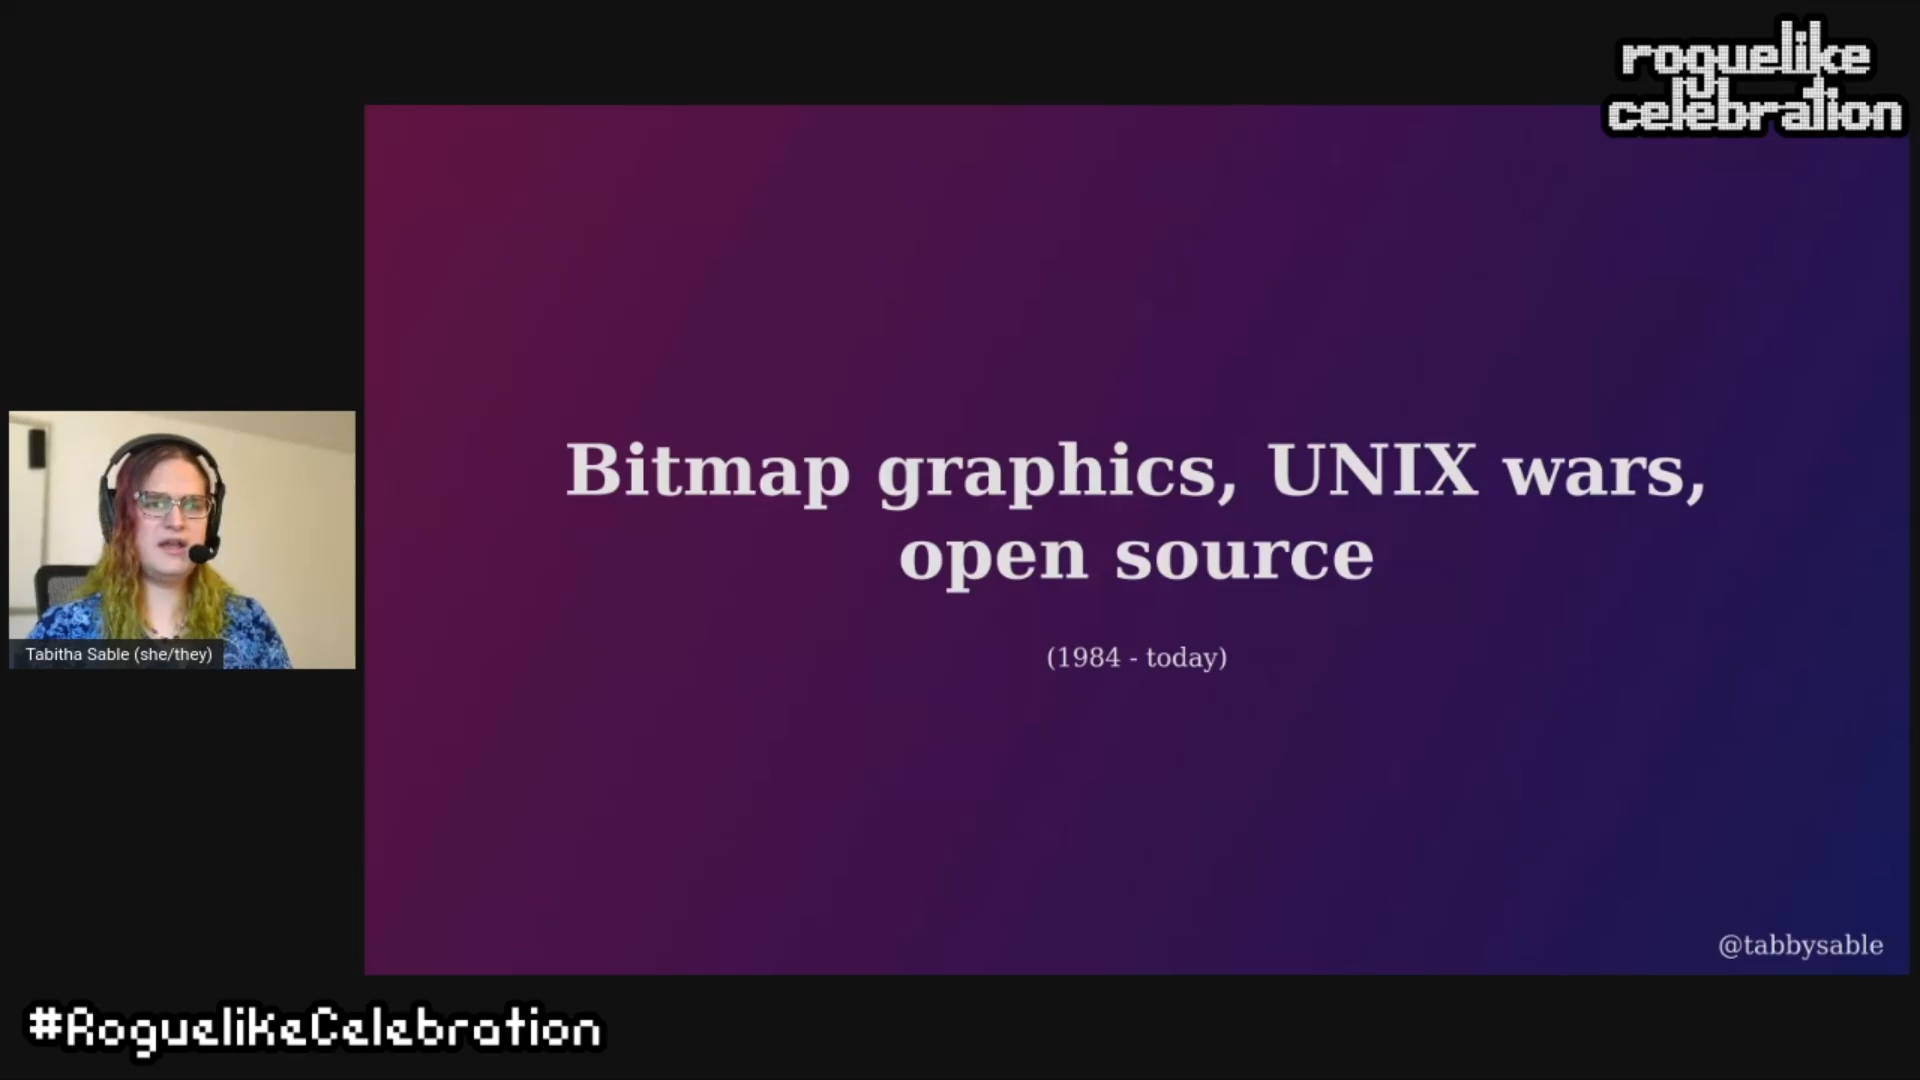 roguelike
celebration
Bitmap graphics, UNIX wars,
open source
(1984 - today)
Tabitha Sable (she/they)
@tabbysable
#RoguelikeCelebration